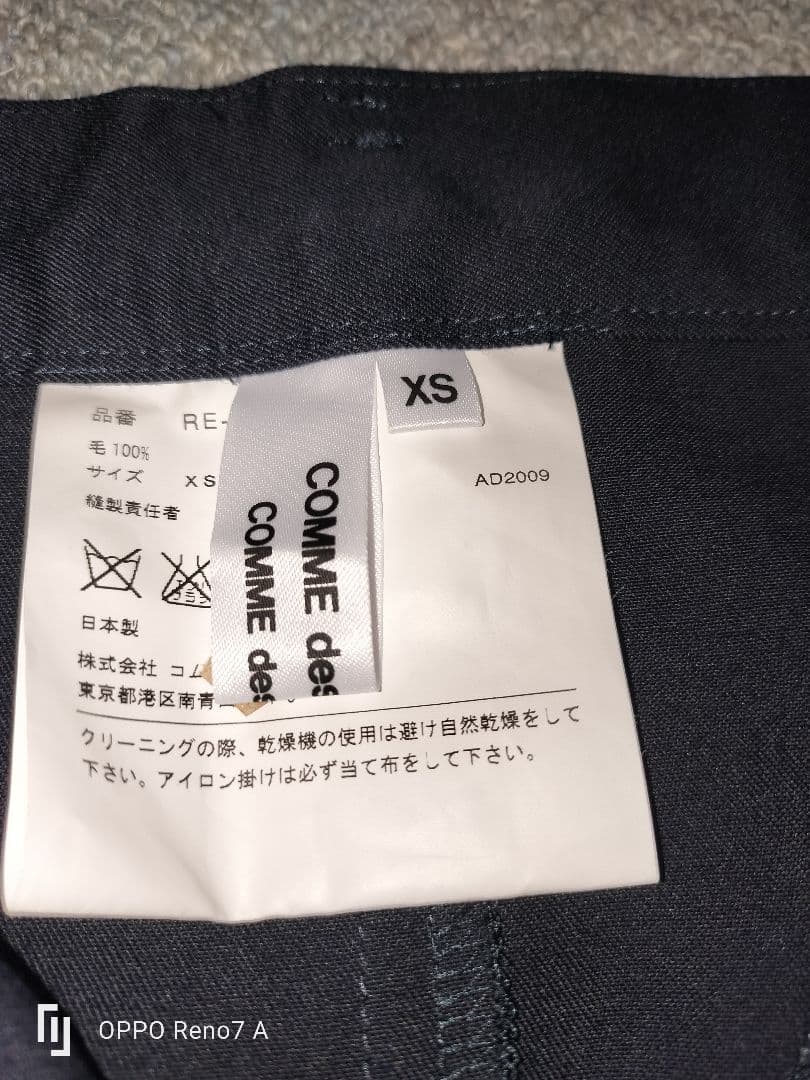 XS
品番 RE-
毛 100%
サイズ XS
AD2009
縫製責任者
COMME des
COMME des
日本製
株式会社 コム
東京都港区南青
クリーニングの際、乾燥機の使用は避け自然乾燥をして
下さい。アイロン掛けは必ず当て布をして下さい。
OPPO Reno7 A